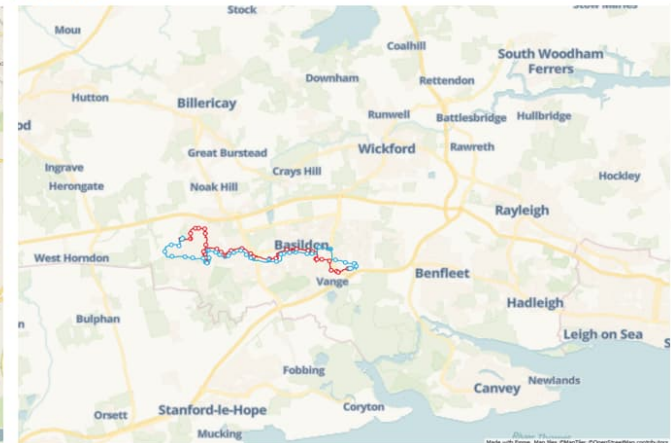 Stock
Coalhill
South Woodham
Ferrers
Downham
Rettendon
Hutton
Billericay
Runwell
Battlesbridge
Hullbridge
Great Burstead
Wickford
Rawreth
Ingrave
Crays Hill
Hockley
Herongate
Noak Hill
Rayleigh
Basildon
West Horndon
Benfleet
Vange
Hadleigh
Bulphan
Leigh on Sea
Fobbing
Canvey
Newlands
Orsett
Stanford-le-Hope
Coryton
Mucking